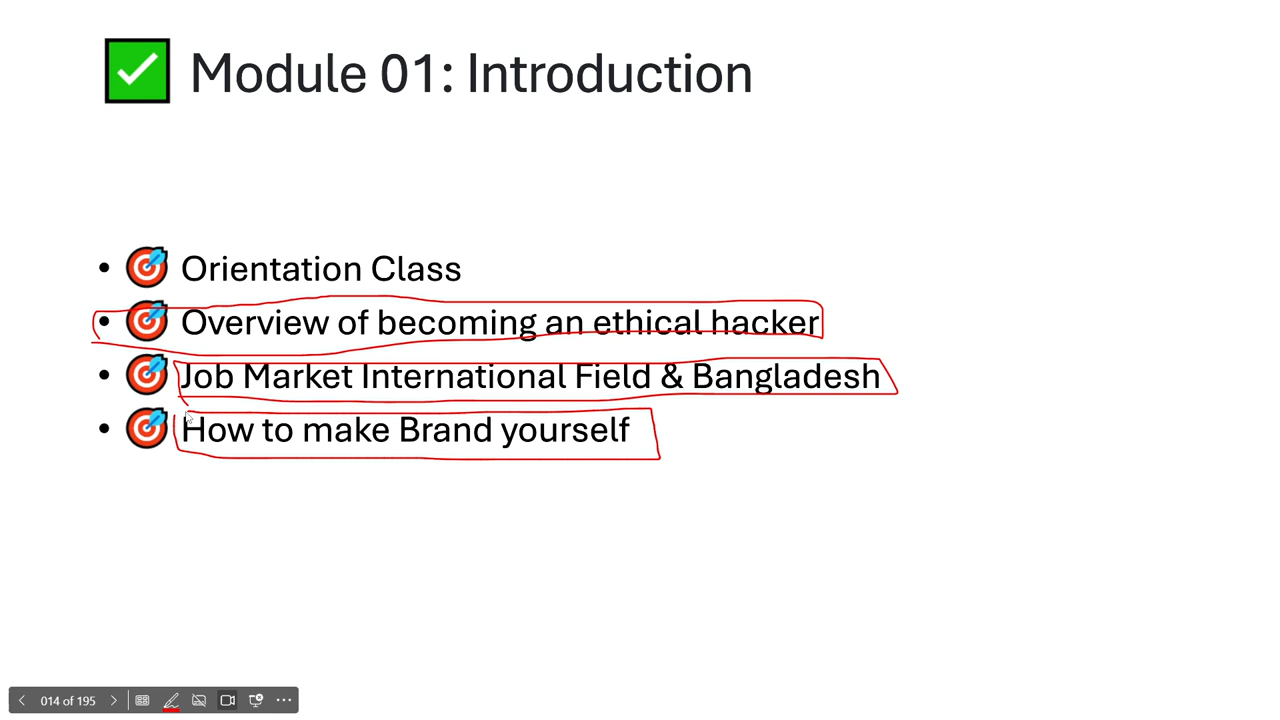 Module 01: Introduction
• Orientation Class
• Overview of becoming an ethical hacker
• Job Market International Field & Bangladesh
• How to make Brand yourself
014 of 195